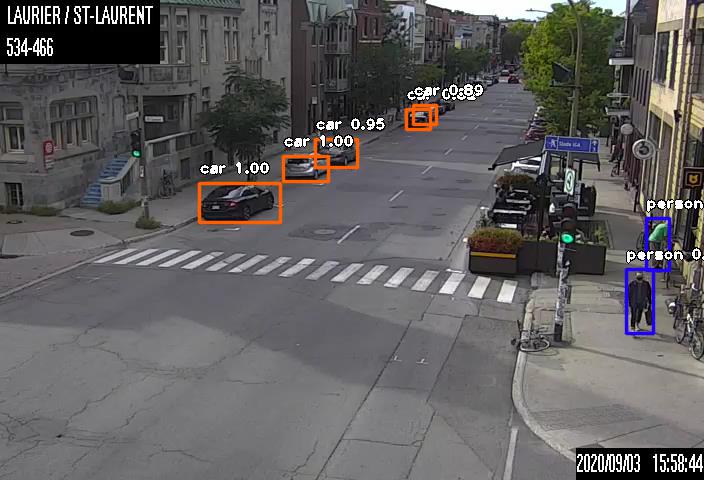 LAURIER / ST-LAURENT
534-466
car 0.89
car 0.95
car 1.00
car 1.00
person
person 0.
2020/09/03 15:58:44